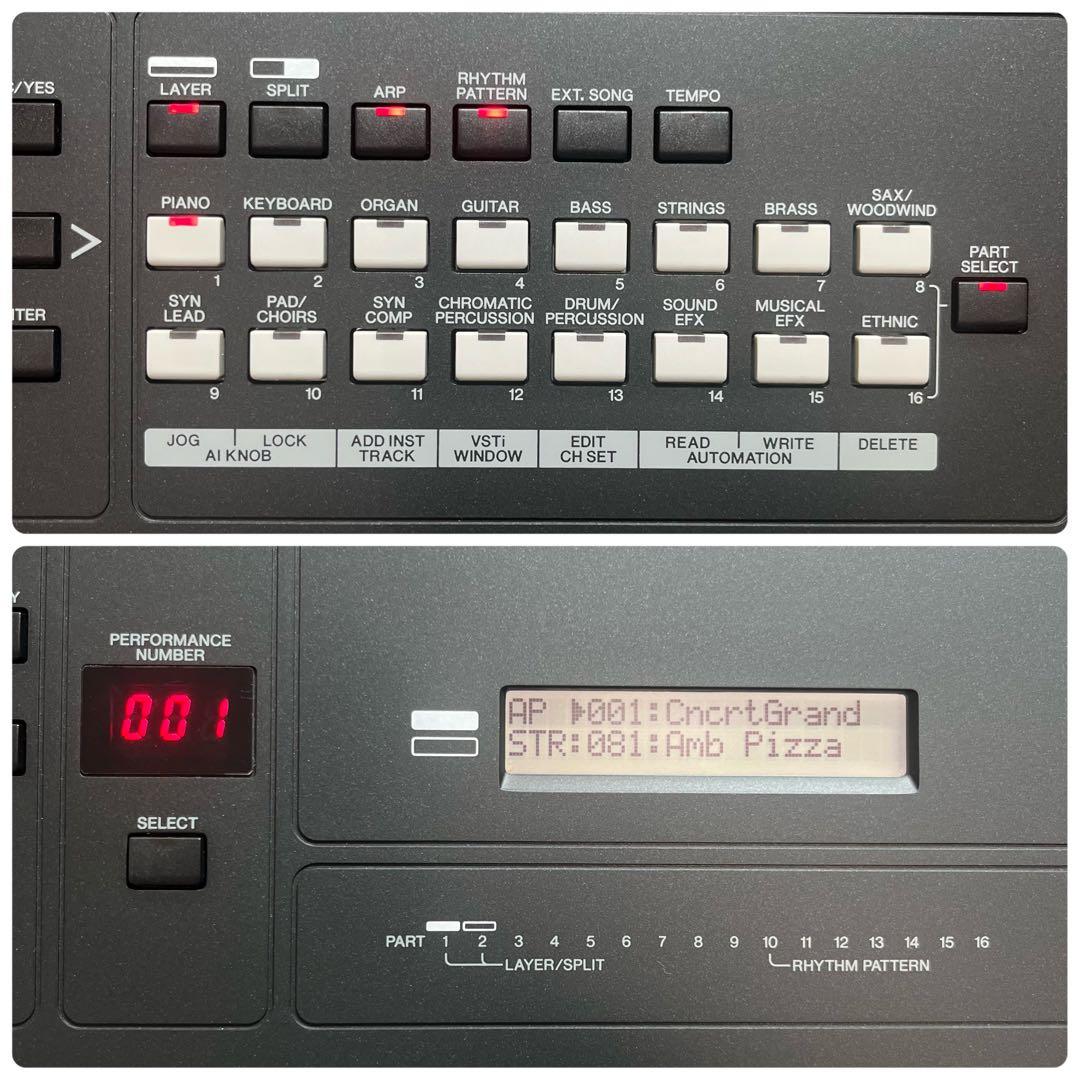 /YES
LAYER
SPLIT
ARP
RHYTHM
PATTERN
EXT. SONG
TEMPO
PIANO
KEYBOARD
ORGAN
GUITAR
BASS
STRINGS
BRASS
SAX/
WOODWIND
PART
SELECT
>
1
2
3
4
5
6
7
8
SYN
LEAD
PAD/
CHOIRS
SYN
COMP
CHROMATIC
PERCUSSION
DRUM/
PERCUSSION
SOUND
EFX
MUSICAL
EFX
ETHNIC
9
10
11
12
13
14
15
16
JOG
LOCK
AI KNOB
ADD INST
TRACK
VSTi
WINDOW
EDIT
CH SET
READ
WRITE
AUTOMATION
DELETE
PERFORMANCE
NUMBER
001
SELECT
AP 001:CncrtGrand
STR:081:Amb Pizza
PART 1 2 3 4 5 6 7 8 9 10 11 12 13 14 15 16
LAYER/SPLIT
RHYTHM PATTERN